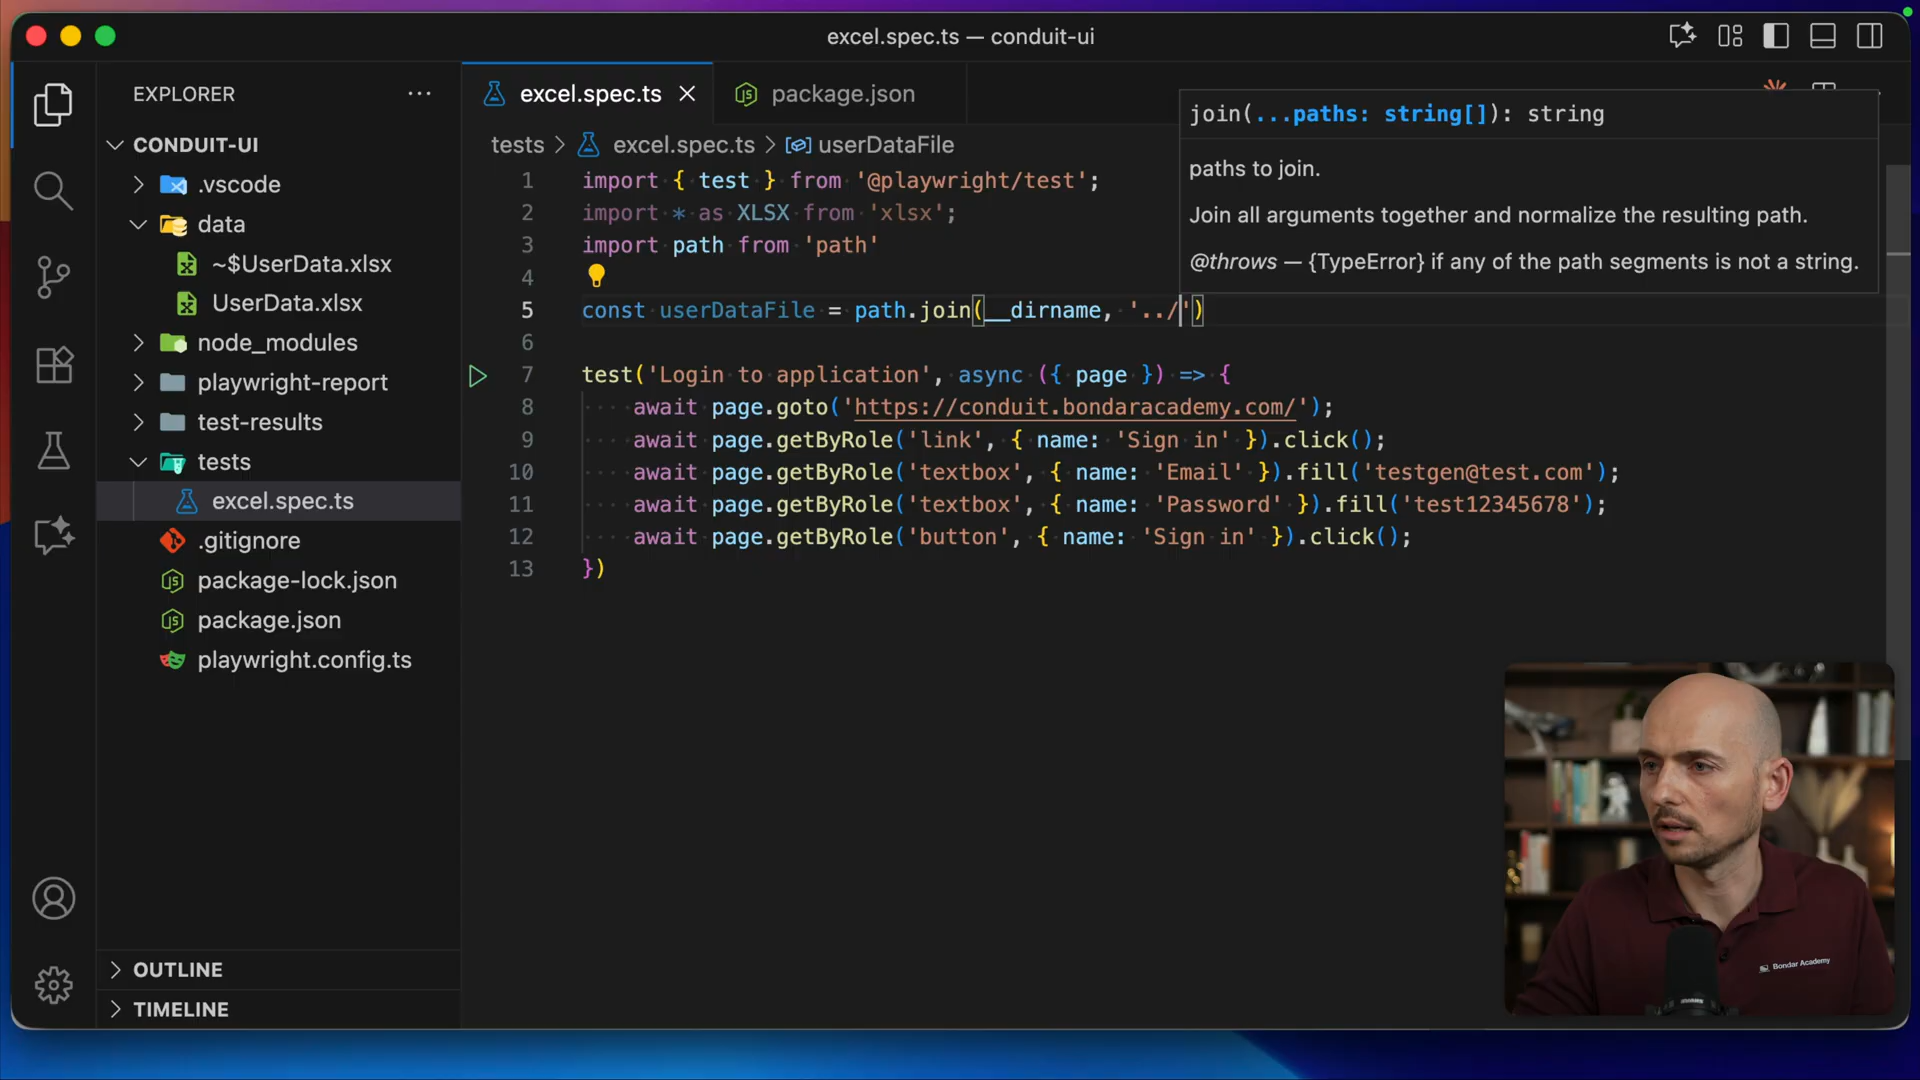 excel.spec.ts — conduit-ui
EXPLORER
CONDUIT-UI
.vscode
data
~$UserData.xlsx
UserData.xlsx
node_modules
playwright-report
test-results
tests
excel.spec.ts
.gitignore
package-lock.json
package.json
playwright.config.ts
OUTLINE
TIMELINE
excel.spec.ts
package.json
tests > excel.spec.ts > userDataFile
join(...paths: string[]): string
paths to join.
Join all arguments together and normalize the resulting path.
@throws — {TypeError} if any of the path segments is not a string.
1 import { test } from '@playwright/test';
2 import * as XLSX from 'xlsx';
3 import path from 'path'
4
5 const userDataFile = path.join(__dirname, '../')
6
7 test('Login to application', async ({ page }) => {
8 await page.goto('https://conduit.bondaracademy.com/');
9 await page.getByRole('link', { name: 'Sign in' }).click();
10 await page.getByRole('textbox', { name: 'Email' }).fill('testgen@test.com');
11 await page.getByRole('textbox', { name: 'Password' }).fill('test12345678');
12 await page.getByRole('button', { name: 'Sign in' }).click();
13 })
Bondar Academy